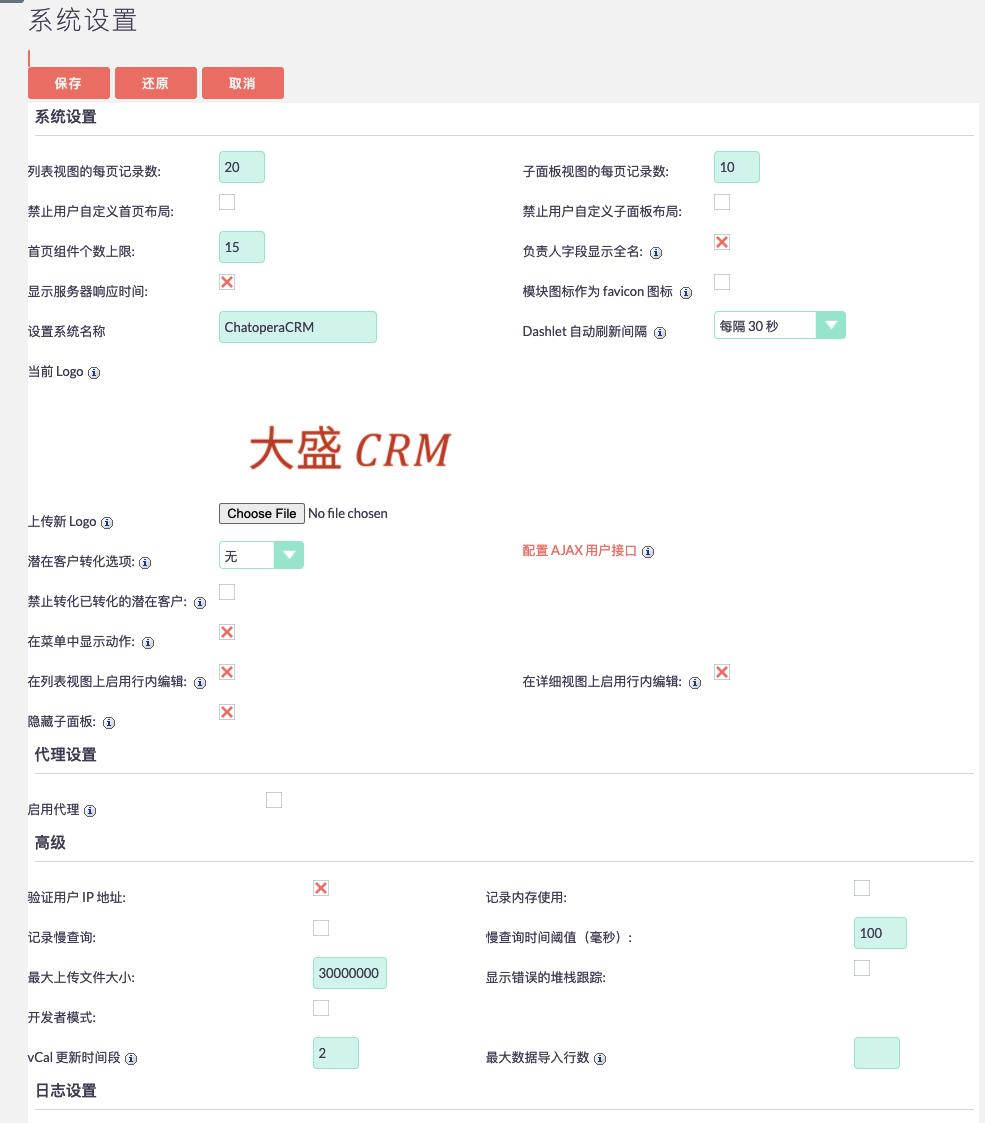 系统设置
保存 还原 取消
系统设置
列表视图的每页记录数: 20 子面板视图的每页记录数: 10
禁止用户自定义首页布局: 禁止用户自定义子面板布局:
首页组件个数上限: 15 负责人字段显示全名:
显示服务器响应时间: 模块图标作为 favicon 图标
设置系统名称 ChatoperaCRM Dashlet 自动刷新间隔 每隔 30 秒
当前 Logo
大盛 CRM
上传新 Logo Choose File No file chosen
潜在客户转化选项: 无 配置 AJAX 用户接口
禁止转化已转化的潜在客户:
在菜单中显示动作:
在列表视图上启用行内编辑: 在详细视图上启用行内编辑:
隐藏子面板:
代理设置
启用代理
高级
验证用户 IP 地址: 记录内存使用:
记录慢查询: 慢查询时间阈值（毫秒）: 100
最大上传文件大小: 30000000 显示错误的堆栈跟踪:
开发者模式:
vCal 更新时间段 2 最大数据导入行数
日志设置